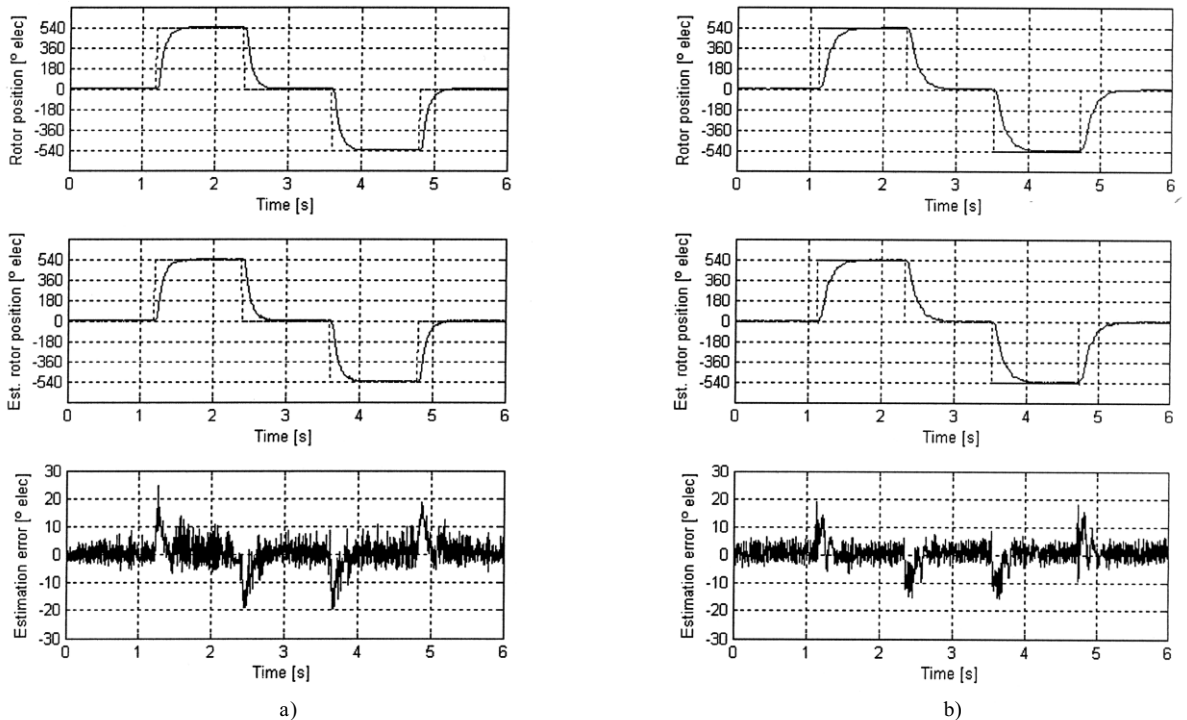 540
360
180
0
-180
-360
-540
Rotor position [° elec]
0 1 2 3 4 5 6
Time [s]
540
360
180
0
-180
-360
-540
Est. rotor position [° elec]
0 1 2 3 4 5 6
Time [s]
30
20
10
0
-10
-20
-30
Estimation error [° elec]
0 1 2 3 4 5 6
Time [s]
a)
540
360
180
0
-180
-360
-540
Rotor position [° elec]
0 1 2 3 4 5 6
Time [s]
540
360
180
0
-180
-360
-540
Est. rotor position [° elec]
0 1 2 3 4 5 6
Time [s]
30
20
10
0
-10
-20
-30
Estimation error [° elec]
0 1 2 3 4 5 6
Time [s]
b)